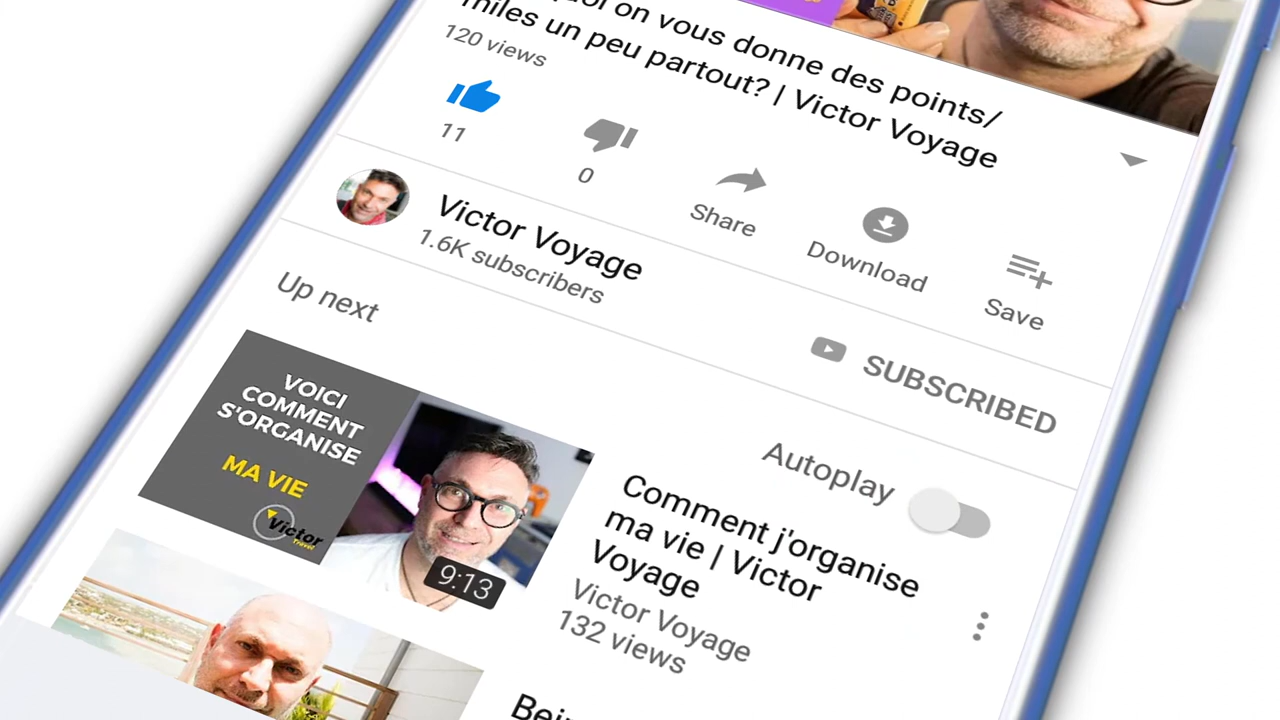 on vous donne des points/
miles un peu partout? | Victor Voyage
120 views
11
0
Share
Download
Save
Victor Voyage
1.6K subscribers
SUBSCRIBED
Up next
Autoplay
VOICI
COMMENT
S'ORGANISE
MA VIE
Victor
Travel
9:13
Comment j'organise
ma vie | Victor
Voyage
Victor Voyage
132 views